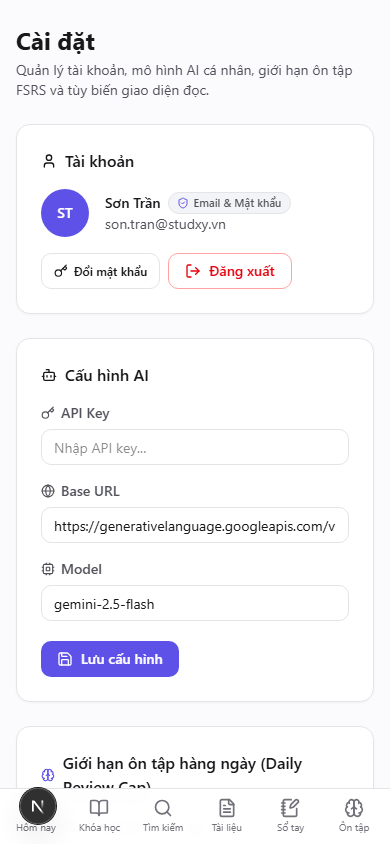 Cài đặt
Quản lý tài khoản, mô hình AI cá nhân, giới hạn ôn tập
FSRS và tùy biến giao diện đọc.
Tài khoản
ST
Sơn Trần
Email & Mật khẩu
son.tran@studxy.vn
Đổi mật khẩu
Đăng xuất
Cấu hình AI
API Key
Nhập API key...
Base URL
https://generativelanguage.googleapis.com/v
Model
gemini-2.5-flash
Lưu cấu hình
Giới hạn ôn tập hàng ngày (Daily
Review Cap)
N
Hôm nay
Khóa học
Tìm kiếm
Tài liệu
Sổ tay
Ôn tập